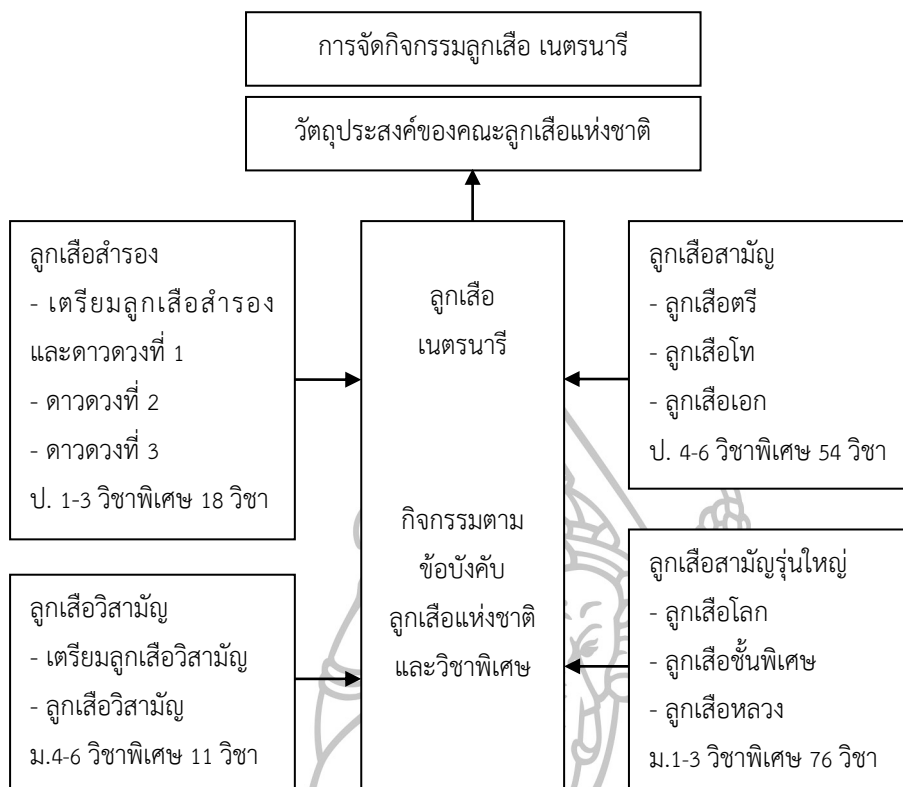 การจัดกิจกรรมลูกเสือ เนตรนารี
วัตถุประสงค์ของคณะลูกเสือแห่งชาติ
ลูกเสือสำรอง
- เตรียมลูกเสือสำรอง
และดาวดวงที่ 1
- ดาวดวงที่ 2
- ดาวดวงที่ 3
ป. 1-3 วิชาพิเศษ 18 วิชา
ลูกเสือ
เนตรนารี
กิจกรรมตาม
ข้อบังคับ
ลูกเสือแห่งชาติ
และวิชาพิเศษ
ลูกเสือสามัญ
- ลูกเสือตรี
- ลูกเสือโท
- ลูกเสือเอก
ป. 4-6 วิชาพิเศษ 54 วิชา
ลูกเสือวิสามัญ
- เตรียมลูกเสือวิสามัญ
- ลูกเสือวิสามัญ
ม.4-6 วิชาพิเศษ 11 วิชา
ลูกเสือสามัญรุ่นใหญ่
- ลูกเสือโลก
- ลูกเสือชั้นพิเศษ
- ลูกเสือหลวง
ม.1-3 วิชาพิเศษ 76 วิชา